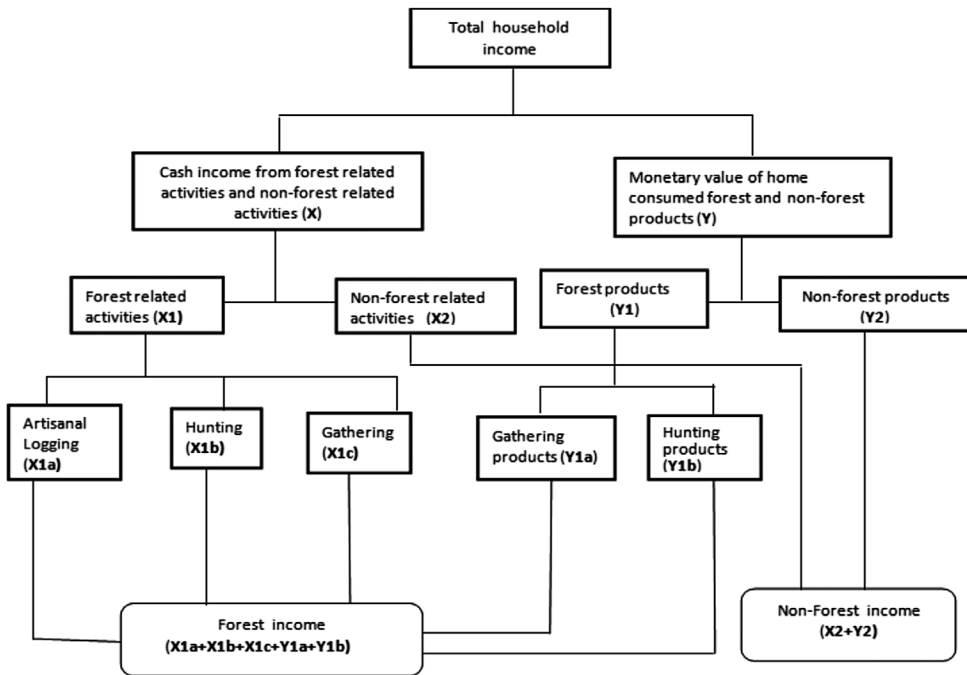 Total household
income
Cash income from forest related
activities and non-forest related
activities (X)
Monetary value of home
consumed forest and non-forest
products (Y)
Forest related
activities (X1)
Non-forest related
activities (X2)
Forest products
(Y1)
Non-forest products
(Y2)
Artisanal
Logging
(X1a)
Hunting
(X1b)
Gathering
(X1c)
Gathering
products (Y1a)
Hunting
products
(Y1b)
Forest income
(X1a+X1b+X1c+Y1a+Y1b)
Non-Forest income
(X2+Y2)